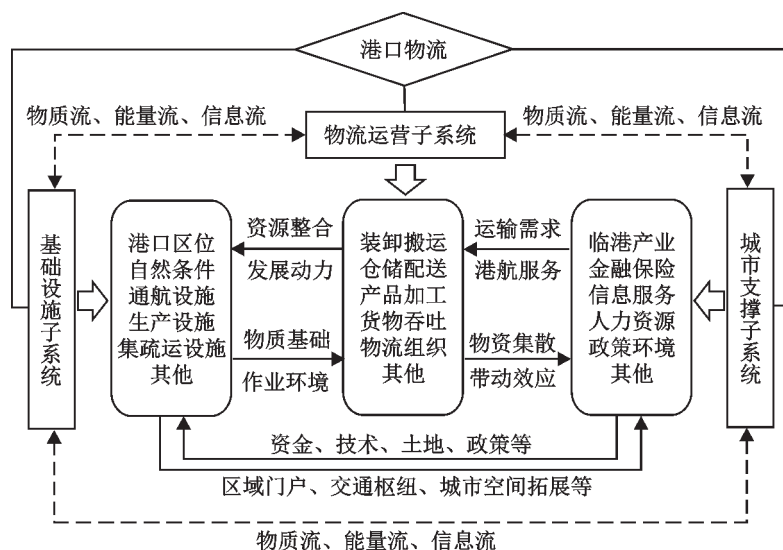 港口物流
物质流、能量流、信息流
物流运营子系统
物质流、能量流、信息流
基础设施子系统
港口区位
自然条件
通航设施
生产设施
集疏运设施
其他
资源整合
发展动力
物质基础
作业环境
装卸搬运
仓储配送
产品加工
货物吞吐
物流组织
其他
运输需求
港航服务
物资集散
带动效应
临港产业
金融保险
信息服务
人力资源
政策环境
其他
城市支撑子系统
资金、技术、土地、政策等
区域门户、交通枢纽、城市空间拓展等
物质流、能量流、信息流